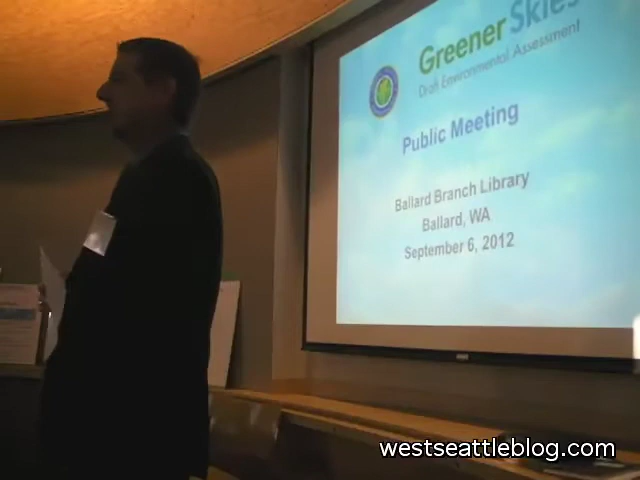 Greener Skies
Draft Environmental Assessment
Public Meeting
Ballard Branch Library
Ballard, WA
September 6, 2012
westseattleblog.com